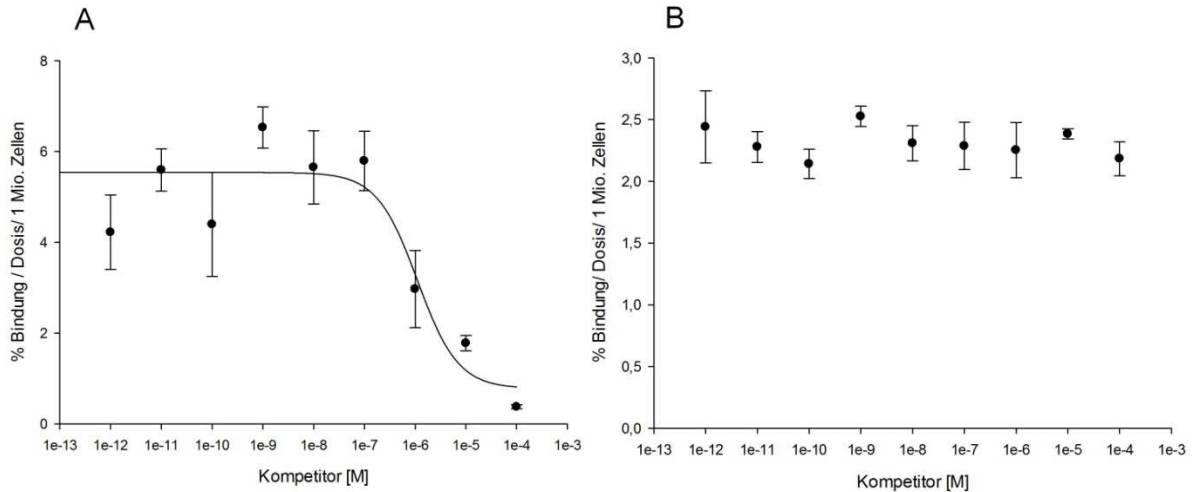 A
% Bindung / Dosis/ 1 Mio. Zellen
8
6
4
2
0
1e-13 1e-12 1e-11 1e-10 1e-9 1e-8 1e-7 1e-6 1e-5 1e-4 1e-3
Kompetitor [M]
B
% Bindung/ Dosis/ 1 Mio. Zellen
3,0
2,5
2,0
1,5
1,0
0,5
0,0
1e-13 1e-12 1e-11 1e-10 1e-9 1e-8 1e-7 1e-6 1e-5 1e-4 1e-3
Kompetitor [M]